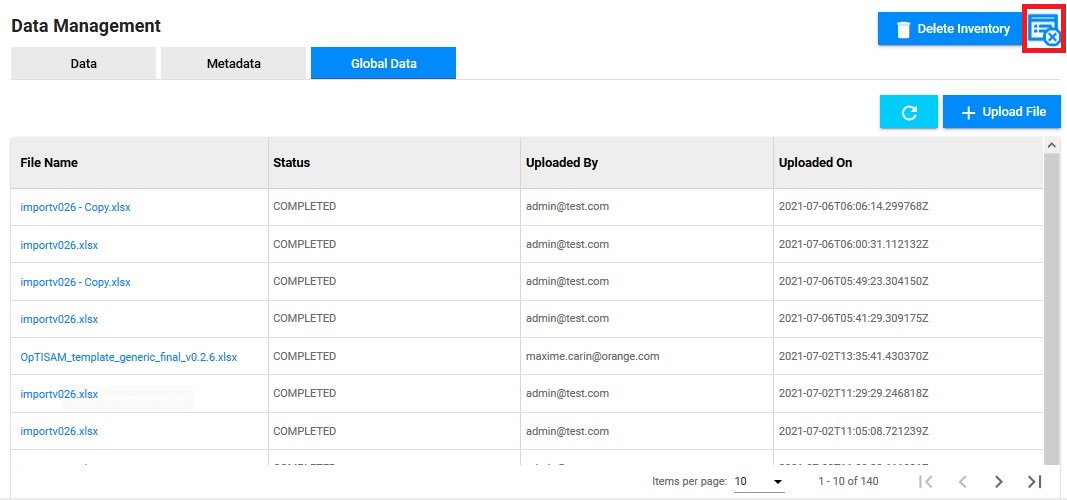 Data Management
Delete Inventory
Data Metadata Global Data
Upload File
File Name Status Uploaded By Uploaded On
importv026 - Copy.xlsx COMPLETED admin@test.com 2021-07-06T06:06:14.299768Z
importv026.xlsx COMPLETED admin@test.com 2021-07-06T06:00:31.112132Z
importv026 - Copy.xlsx COMPLETED admin@test.com 2021-07-06T05:49:23.304150Z
importv026.xlsx COMPLETED admin@test.com 2021-07-06T05:41:29.309175Z
OpTISAM_template_generic_final_v0.2.6.xlsx COMPLETED maxime.carin@orange.com 2021-07-02T13:35:41.430370Z
importv026.xlsx COMPLETED admin@test.com 2021-07-02T11:29:29.246818Z
importv026.xlsx COMPLETED admin@test.com 2021-07-02T11:05:08.721239Z
Items per page: 10 1 - 10 of 140